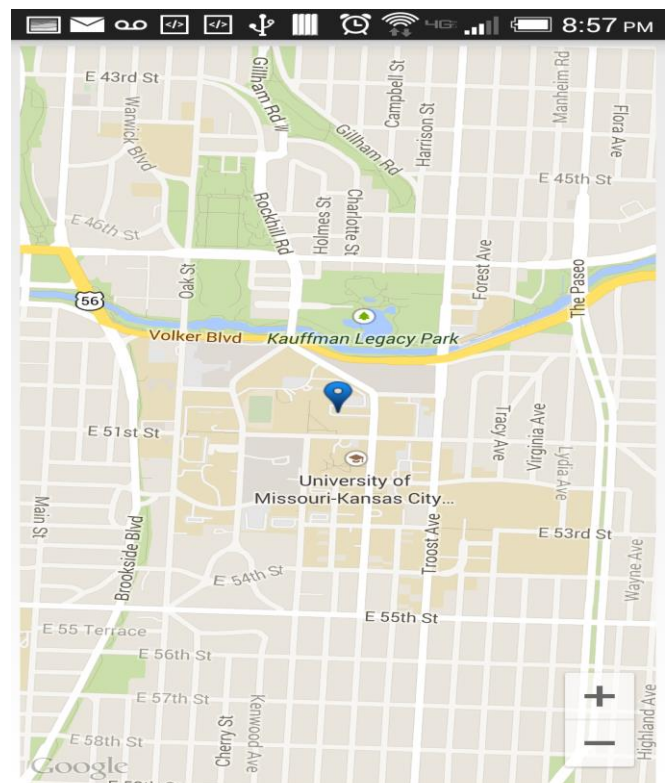 4G 8:57 PM
E 43rd St
Gillham Rd W
Campbell St
Harrison St
Manheim Rd
Flora Ave
Warwick Blvd
Gillham Rd
E 45th St
Rockhill Rd
Holmes St
Charlotte St
E 46th St
Oak St
Forest Ave
The Paseo
56
Volker Blvd
Kauffman Legacy Park
E 51st St
Tracy Ave
Virginia Ave
Lydia Ave
University of
Missouri-Kansas City...
Main St
Brookside Blvd
Troost Ave
E 53rd St
Wayne Ave
E 54th St
E 55th St
E 55 Terrace
E 56th St
E 57th St
Cherry St
Kenwood Ave
Highland Ave
E 58th St
+
−
Google